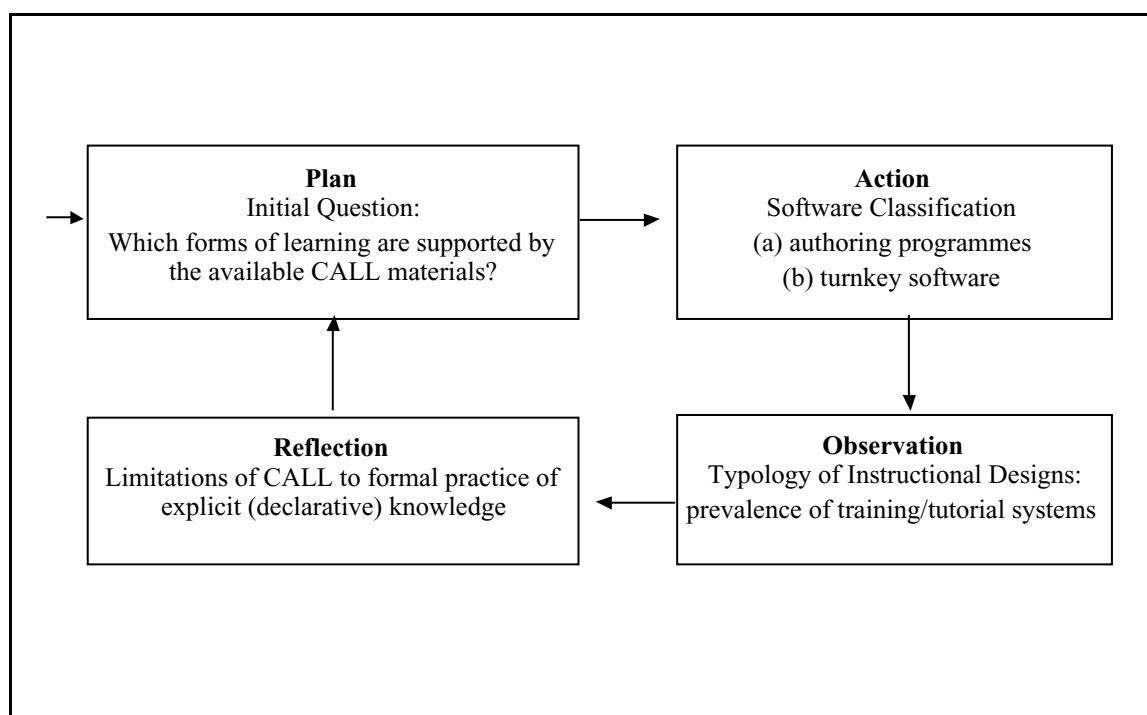 Plan
Initial Question:
Which forms of learning are supported by
the available CALL materials?
Action
Software Classification
(a) authoring programmes
(b) turnkey software
Reflection
Limitations of CALL to formal practice of
explicit (declarative) knowledge
Observation
Typology of Instructional Designs:
prevalence of training/tutorial systems